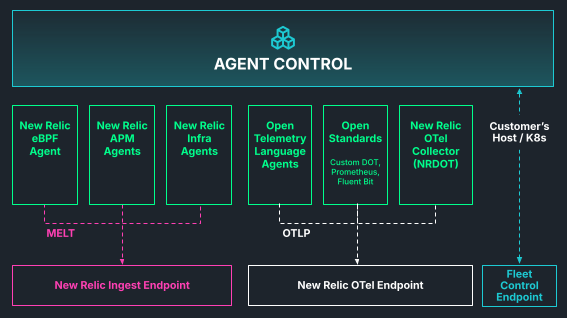 AGENT CONTROL
New Relic
eBPF
Agent
New Relic
APM
Agents
New Relic
Infra
Agents
Open
Telemetry
Language
Agents
Open
Standards
Custom DOT,
Prometheus,
Fluent Bit
New Relic
OTel
Collector
(NRDOT)
Customer's
Host / K8s
MELT
OTLP
New Relic Ingest Endpoint
New Relic OTel Endpoint
Fleet
Control
Endpoint